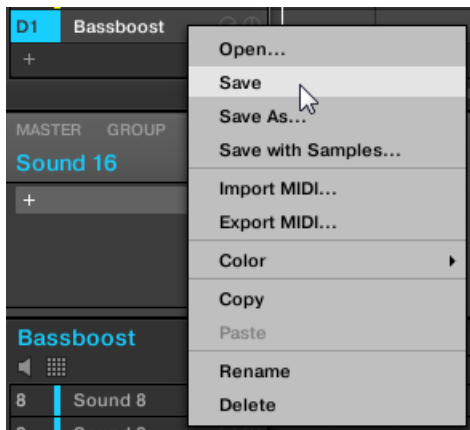 D1 Bassboost
+
Open...
Save
Save As...
Save with Samples...
Import MIDI...
Export MIDI...
Color
Copy
Paste
Rename
Delete
MASTER GROUP
Sound 16
+
Bassboost
8 Sound 8